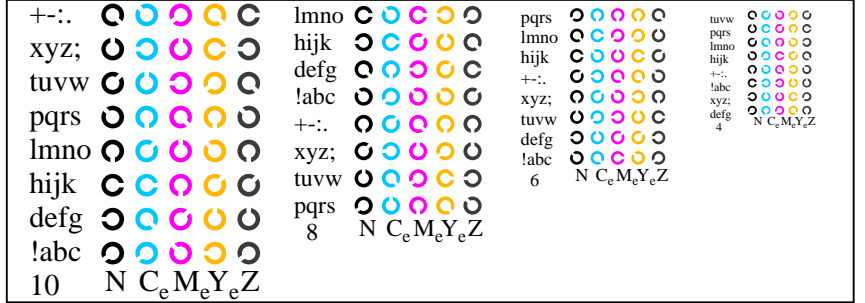 +-:.
xyz;
tuvw
pqrs
lmno
hijk
defg
!abc
10 N CeMeYeZ
lmno
hijk
defg
!abc
+-:.
xyz;
tuvw
pqrs
8 N CeMeYeZ
pqrs
lmno
hijk
+-:.
xyz;
tuvw
defg
!abc
6 N CeMeYeZ
tuvw
pqrs
lmno
hijk
+-:.
!abc
xyz;
defg
4 N CeMeYeZ